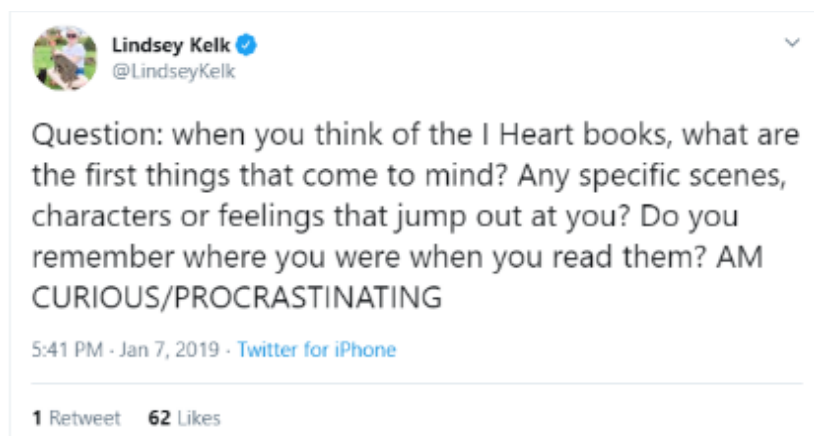 Lindsey Kelk
@LindseyKelk
Question: when you think of the I Heart books, what are
the first things that come to mind? Any specific scenes,
characters or feelings that jump out at you? Do you
remember where you were when you read them? AM
CURIOUS/PROCRASTINATING
5:41 PM · Jan 7, 2019 · Twitter for iPhone
1 Retweet 62 Likes